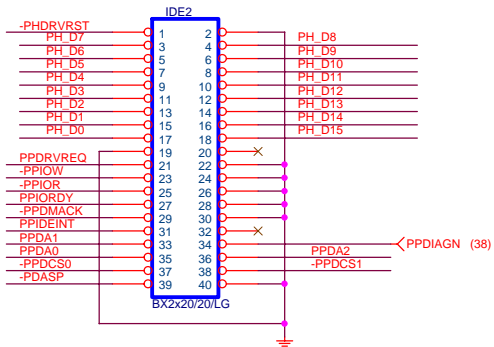 IDE2
-PHDRVRST 1 2
PH_D7 3 4 PH_D8
PH_D6 5 6 PH_D9
PH_D5 7 8 PH_D10
PH_D4 9 10 PH_D11
PH_D3 11 12 PH_D12
PH_D2 13 14 PH_D13
PH_D1 15 16 PH_D14
PH_D0 17 18 PH_D15
19 20
PPDRVREQ 21 22
-PPIOW 23 24
-PPIOR 25 26
PPIORDY 27 28
-PPDMACK 29 30
PPIDEINT 31 32
PPDA1 33 34 PPDIAGN (38)
PPDA0 35 36 PPDA2
-PPDCS0 37 38 -PPDCS1
-PDASP 39 40
BX2x20/20/LG